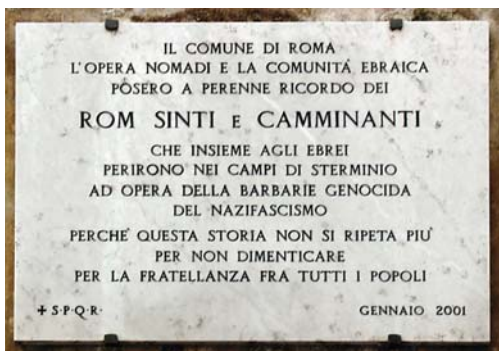 IL COMUNE DI ROMA
L'OPERA NOMADI E LA COMUNITÁ EBRAICA
POSERO A PERENNE RICORDO DEI
ROM SINTI E CAMMINANTI
CHE INSIEME AGLI EBREI
PERIRONO NEI CAMPI DI STERMINIO
AD OPERA DELLA BARBARIE GENOCIDA
DEL NAZIFASCISMO
PERCHE' QUESTA STORIA NON SI RIPETA PIU'
PER NON DIMENTICARE
PER LA FRATELLANZA FRA TUTTI I POPOLI
+ S·P·Q·R· GENNAIO 2001